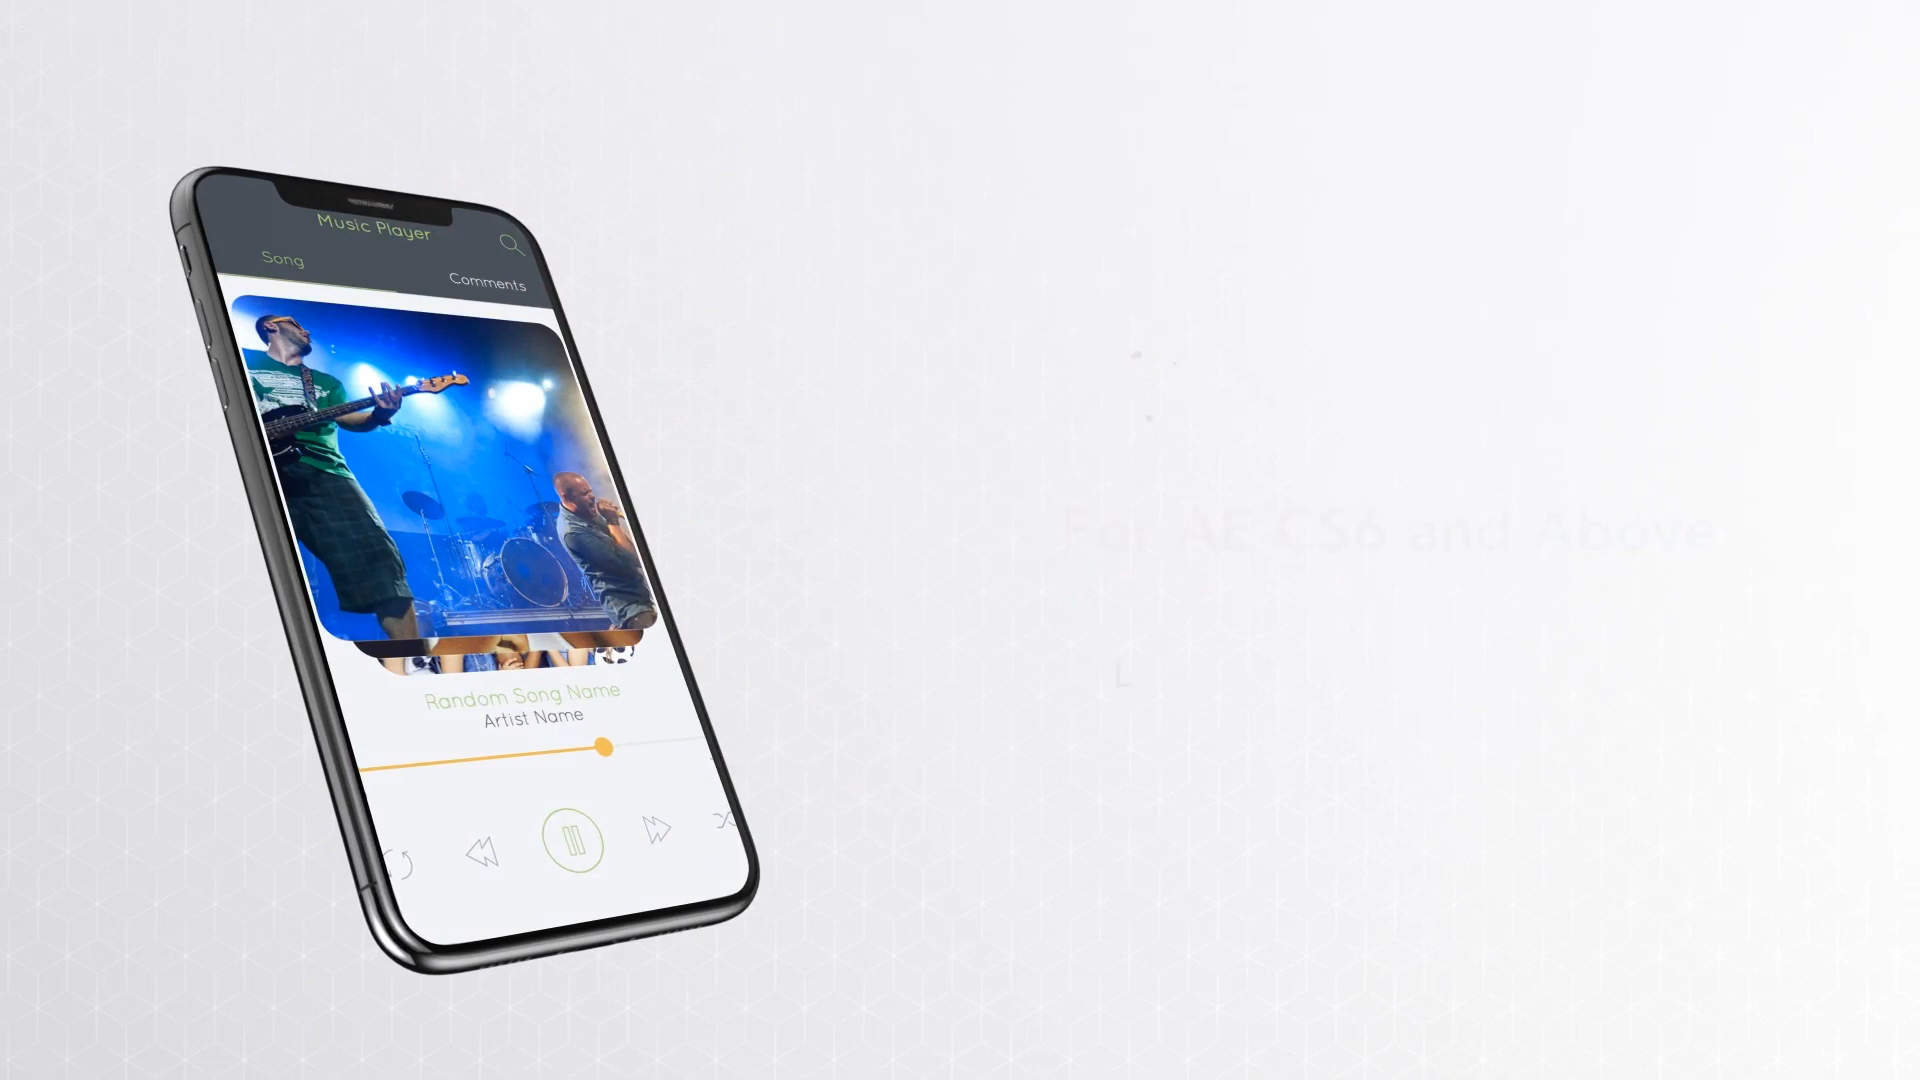 Music Player
Song
Comments
Random Song Name
Artist Name
For AE CS6 and Above